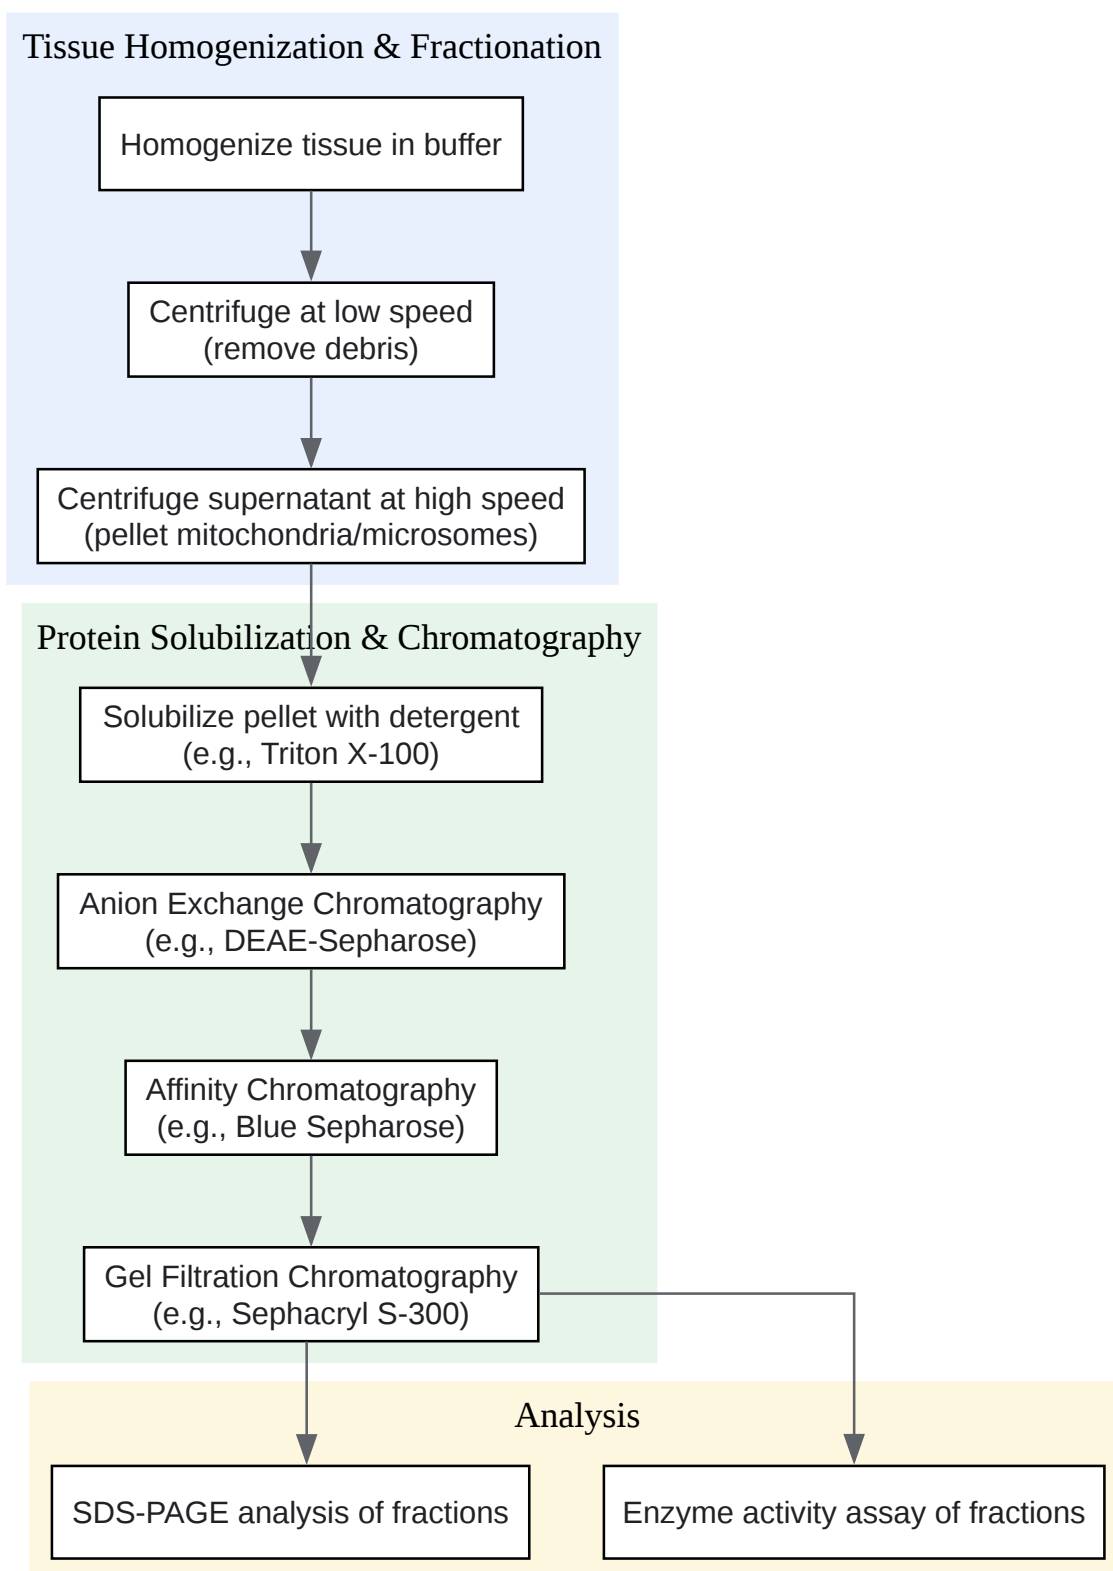 Tissue Homogenization & Fractionation
Homogenize tissue in buffer
Centrifuge at low speed
(remove debris)
Centrifuge supernatant at high speed
(pellet mitochondria/microsomes)
Protein Solubilization & Chromatography
Solubilize pellet with detergent
(e.g., Triton X-100)
Anion Exchange Chromatography
(e.g., DEAE-Sepharose)
Affinity Chromatography
(e.g., Blue Sepharose)
Gel Filtration Chromatography
(e.g., Sephacryl S-300)
Analysis
SDS-PAGE analysis of fractions
Enzyme activity assay of fractions